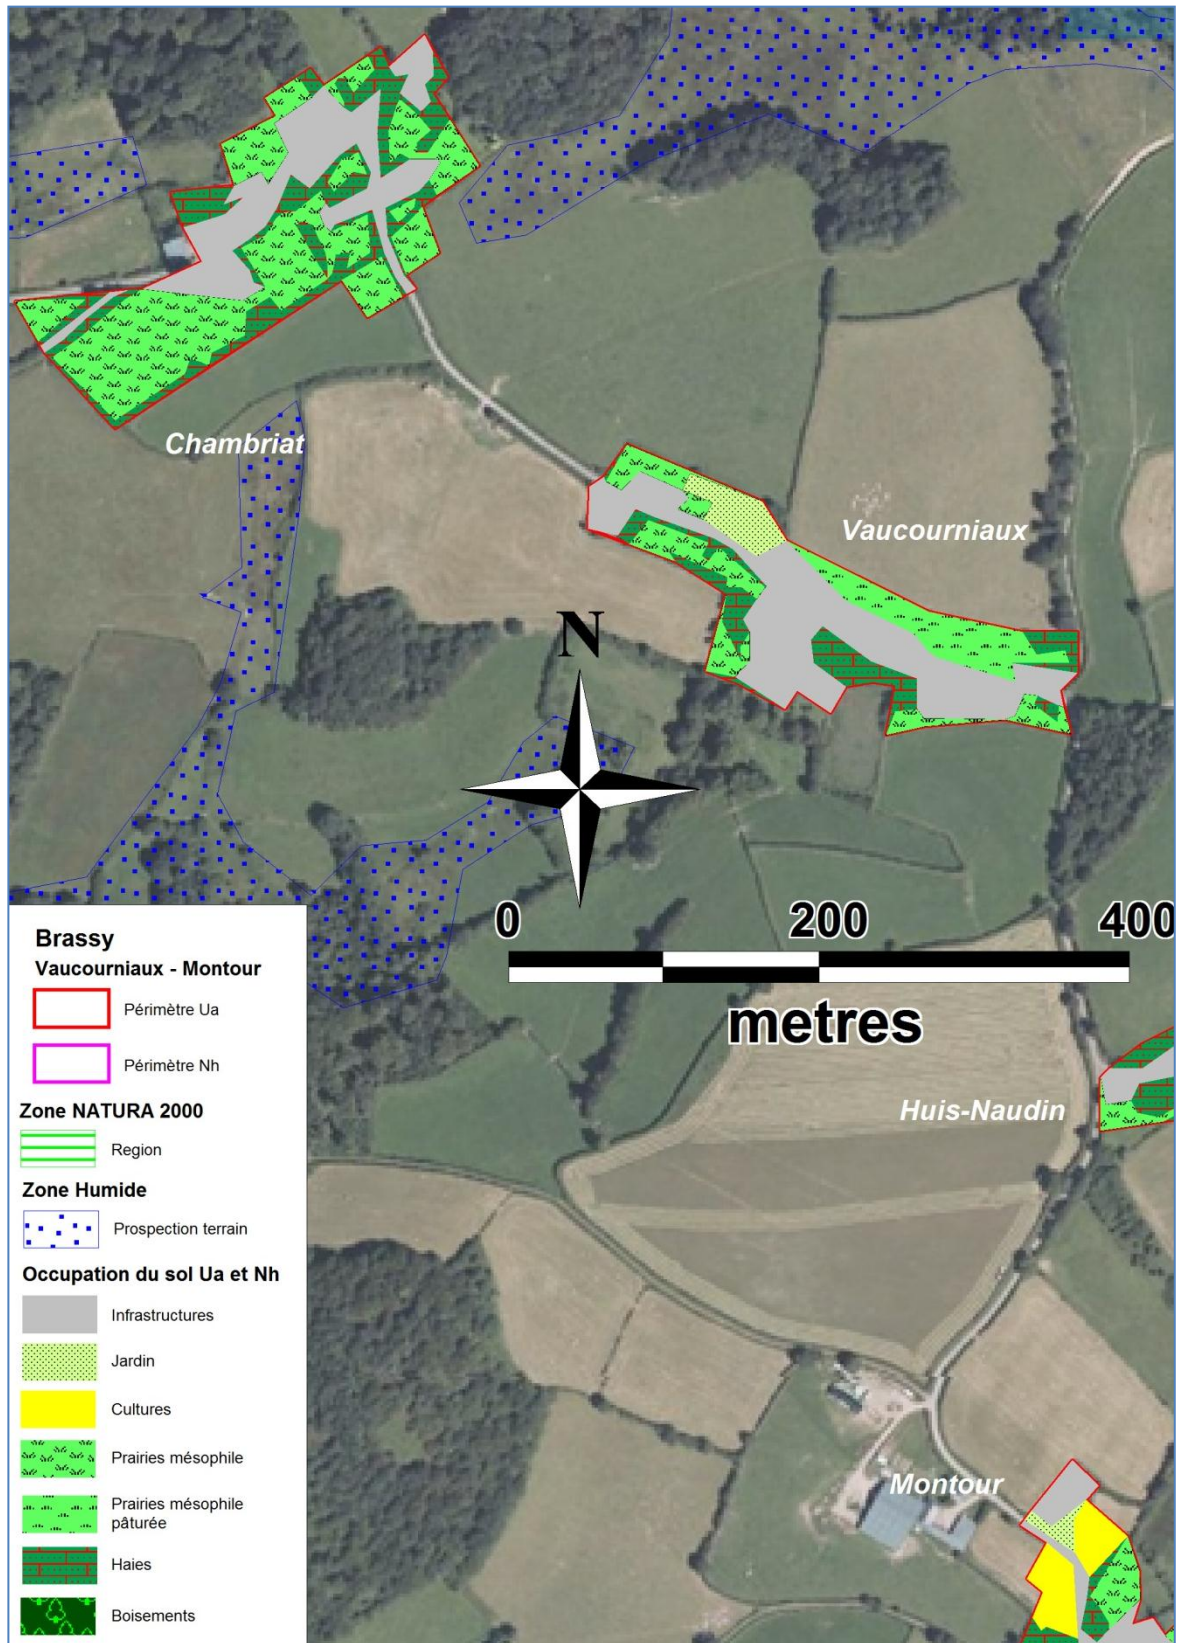 Chambriat
Vaucourniaux
N
0 200 400
metres
Brassy
Vaucourniaux - Montour
Périmètre Ua
Périmètre Nh
Zone NATURA 2000
Region
Zone Humide
Prospection terrain
Occupation du sol Ua et Nh
Infrastructures
Jardin
Cultures
Prairies mésophile
Prairies mésophile
pâturée
Haies
Boisements
Huis-Naudin
Montour